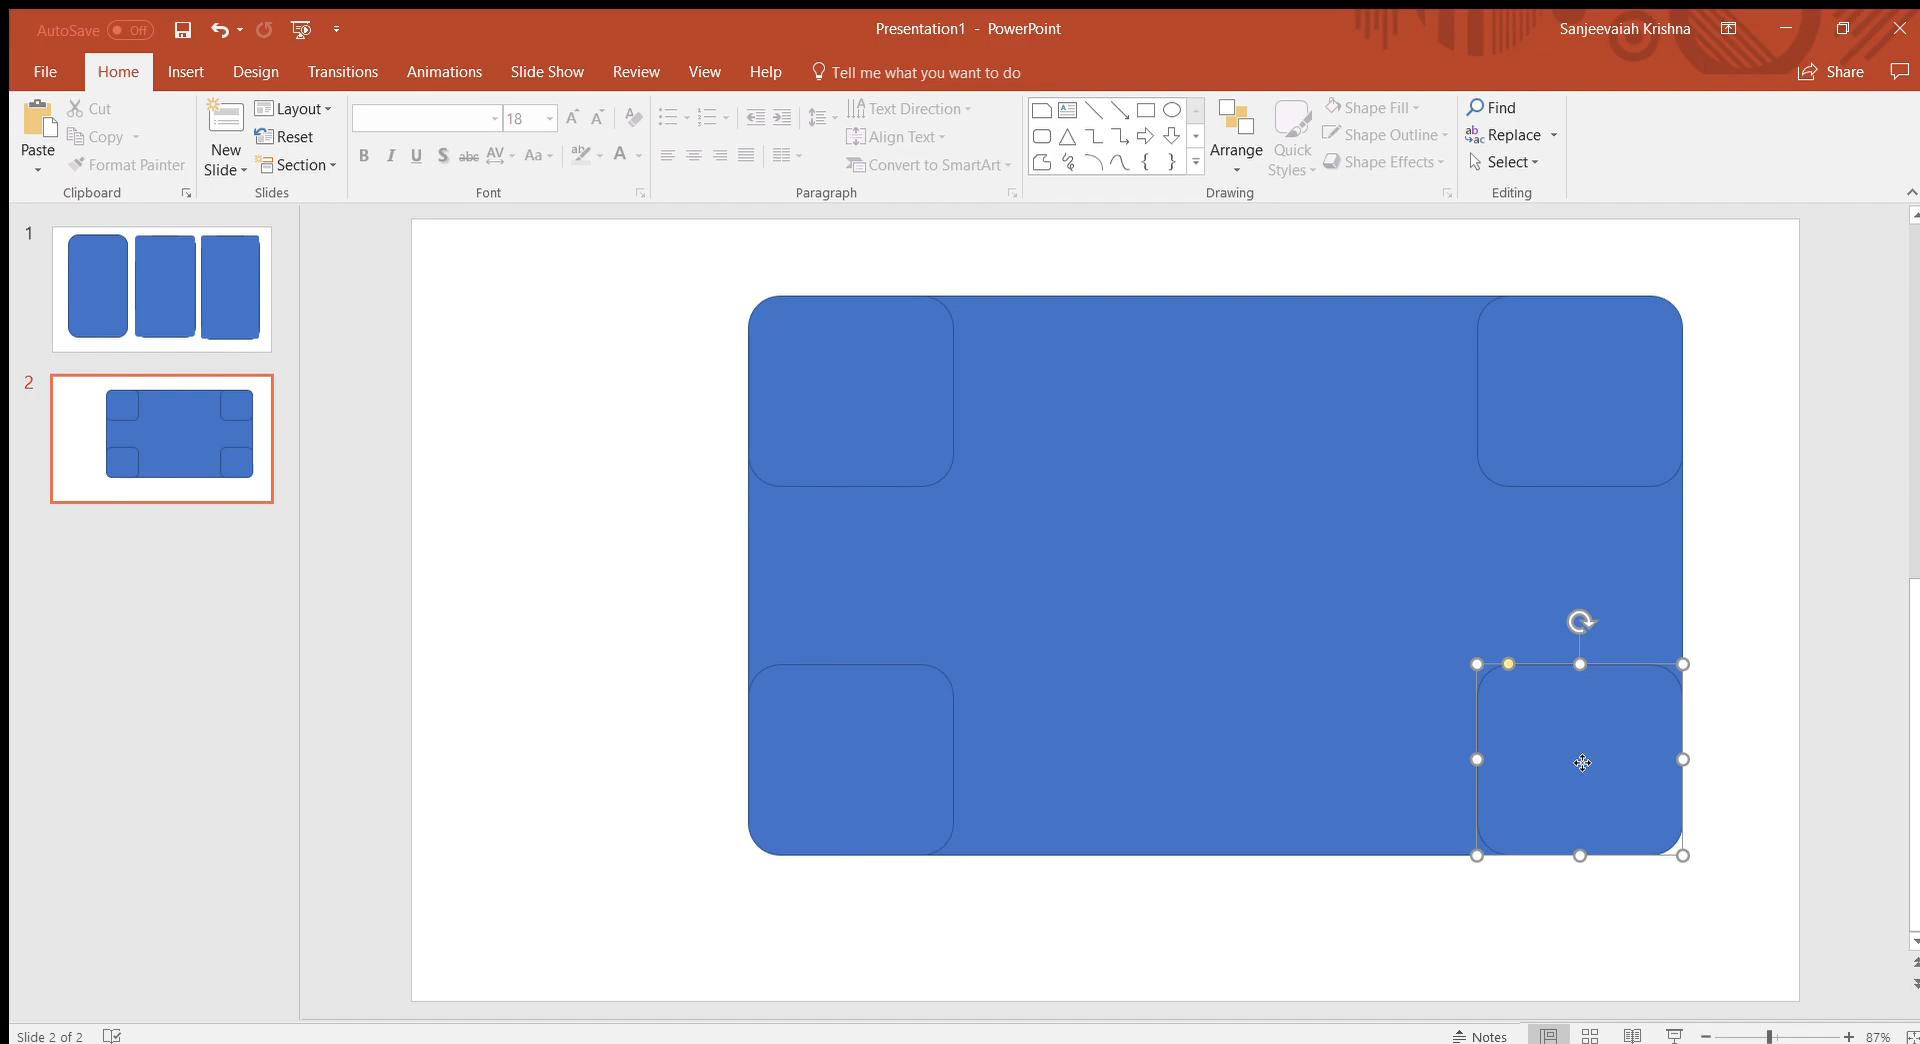 AutoSave Off
Presentation1 - PowerPoint
Sanjeevaiah Krishna
File Home Insert Design Transitions Animations Slide Show Review View Help Tell me what you want to do Share
Paste
Cut
Copy
Format Painter
Clipboard
New
Slide
Layout
Reset
Section
Slides
18
B I U S abc AV Aa A
Font
Text Direction
Align Text
Convert to SmartArt
Paragraph
Arrange
Quick
Styles
Shape Fill
Shape Outline
Shape Effects
Drawing
Find
Replace
Select
Editing
1
2
Slide 2 of 2
Notes
87%